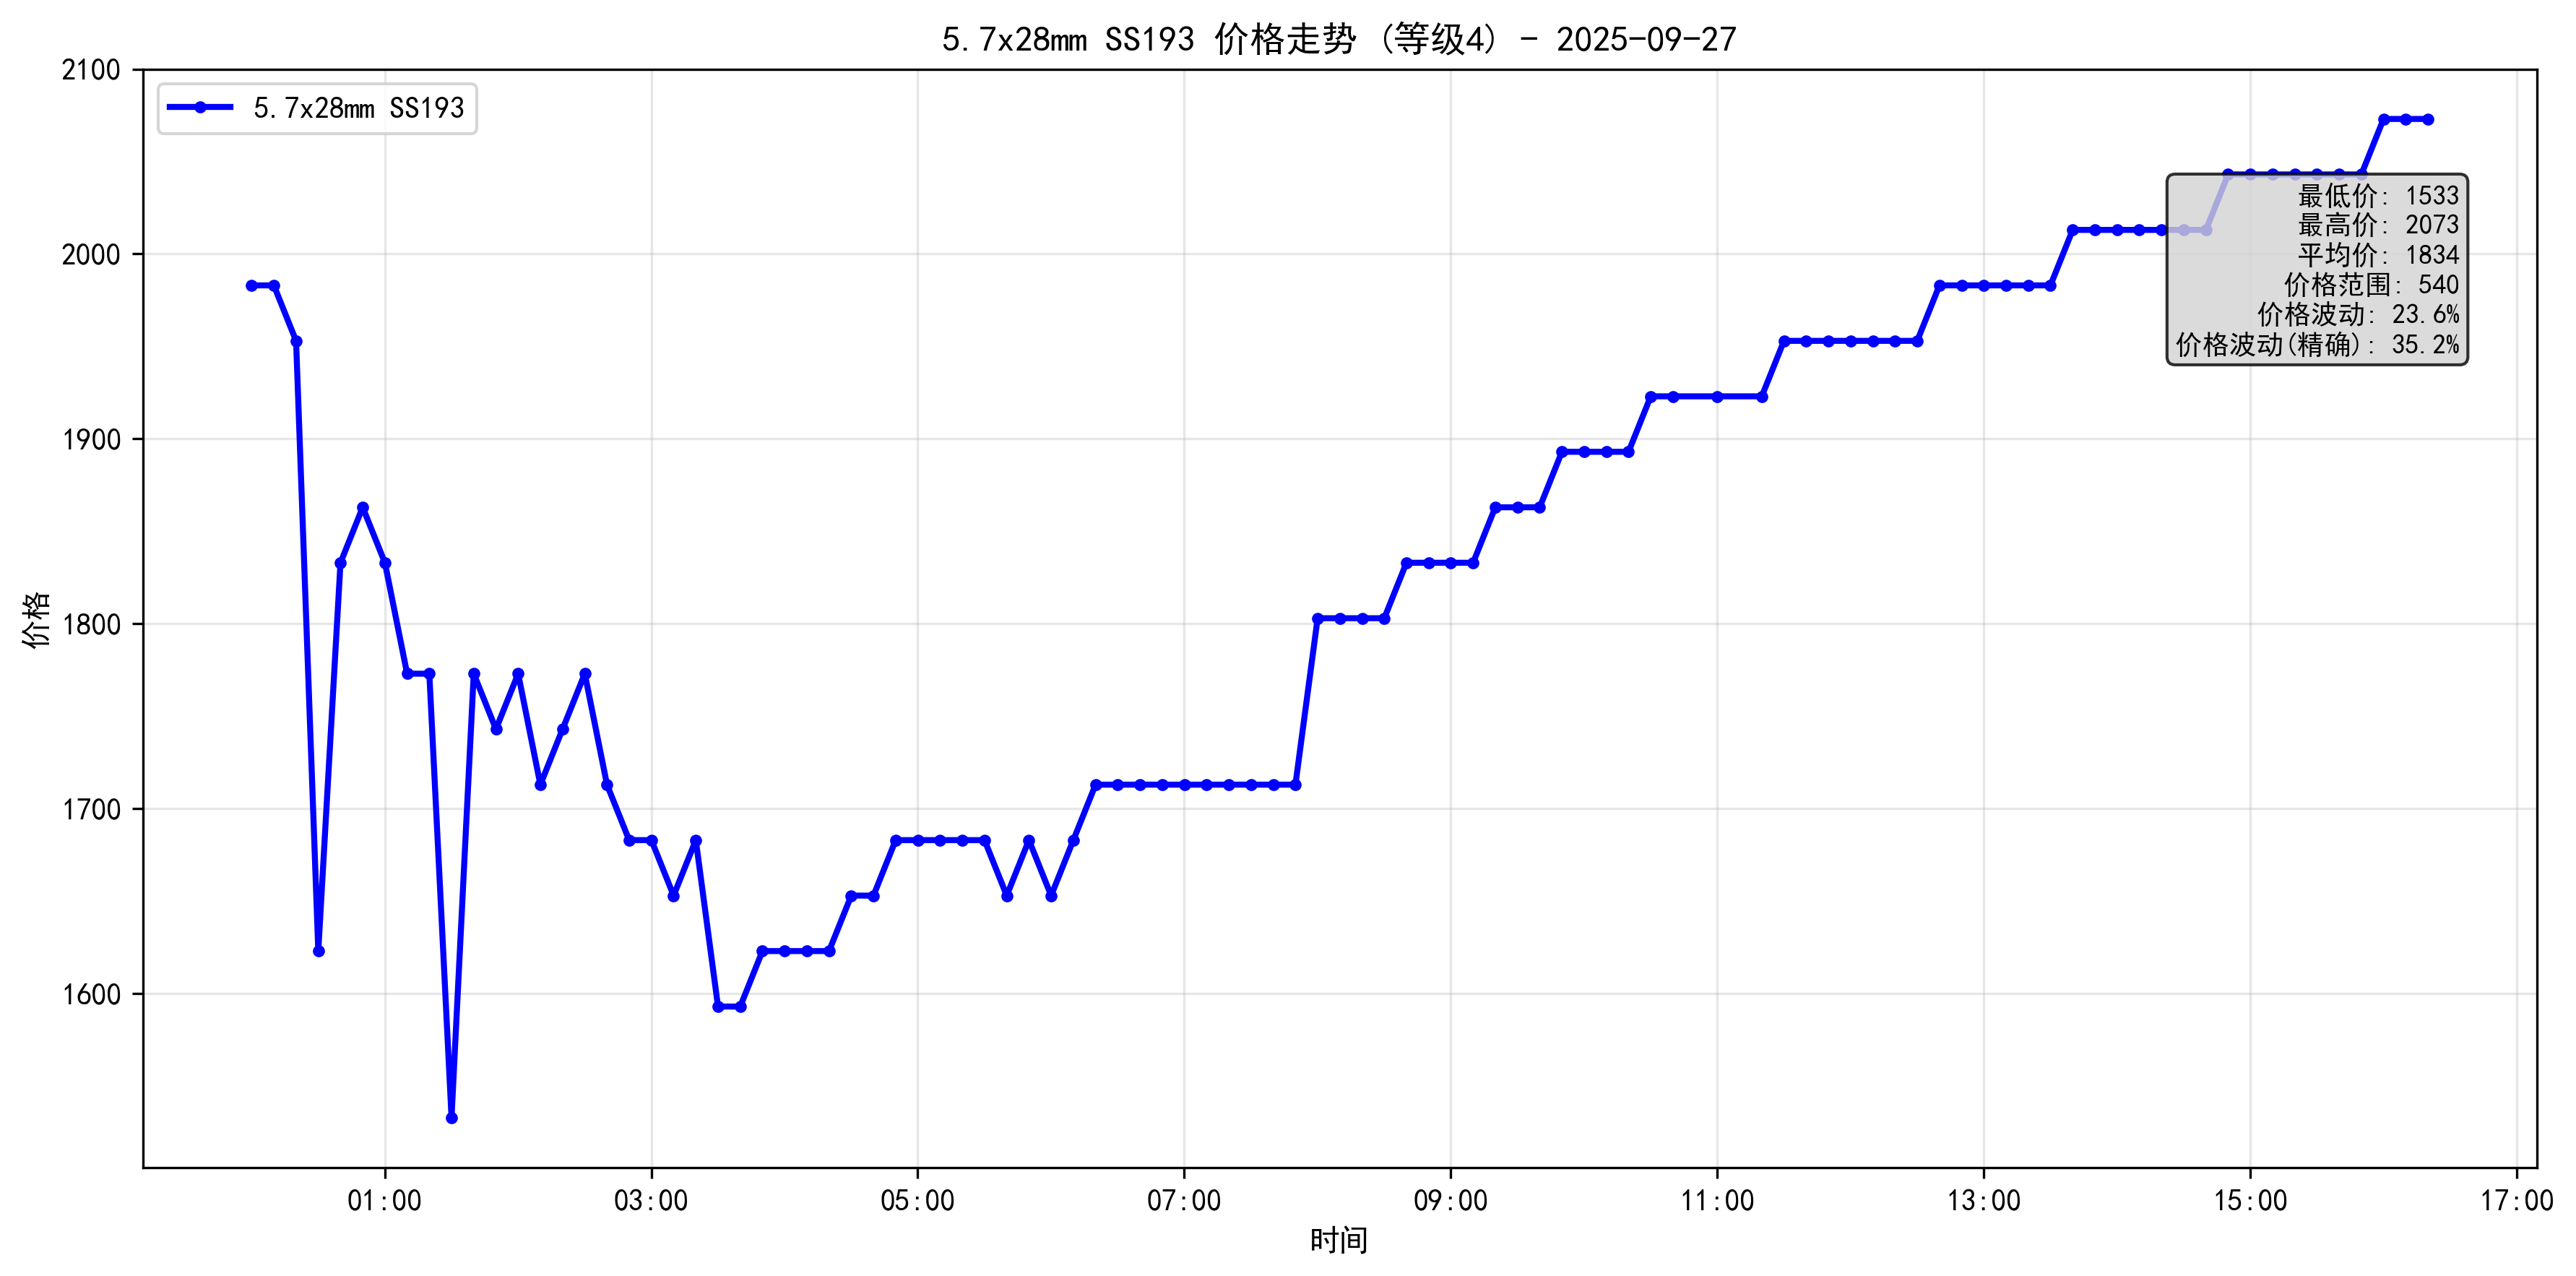 5.7x28mm SS193 价格走势 (等级4) - 2025-09-27
5.7x28mm SS193
最低价: 1533
最高价: 2073
平均价: 1834
价格范围: 540
价格波动: 23.6%
价格波动(精确): 35.2%
价格
2100
2000
1900
1800
1700
1600
01:00 03:00 05:00 07:00 09:00 11:00 13:00 15:00 17:00
时间